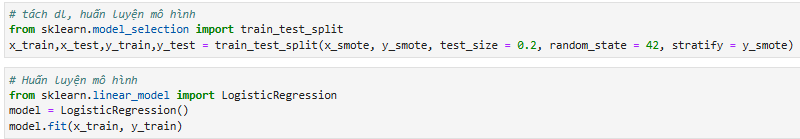 # tách dl, huấn luyện mô hình
from sklearn.model_selection import train_test_split
x_train,x_test,y_train,y_test = train_test_split(x_smote, y_smote, test_size = 0.2, random_state = 42, stratify = y_smote)
# Huấn luyện mô hình
from sklearn.linear_model import LogisticRegression
model = LogisticRegression()
model.fit(x_train, y_train)